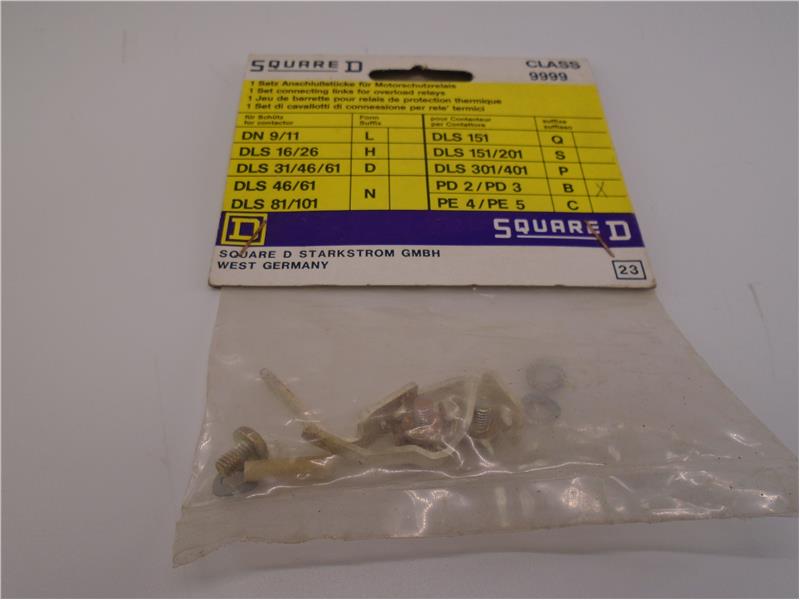 SQUARE D CLASS
9999
1 Satz Anschlußstücke für Motorschutzrelais
1 Set connecting links for overload relays
1 Jeu de barrette pour relais de protection thermique
1 Set di cavallotti di connessione per rele' termici
für Schütz Form pour Contacteur suffixe
for contactor Suffix per Contattore suffisso
DN 9/11 L DLS 151 Q
DLS 16/26 H DLS 151/201 S
DLS 31/46/61 D DLS 301/401 P
DLS 46/61 N PD 2/PD 3 B X
DLS 81/101 PE 4/PE 5 C
D SQUARE D
SQUARE D STARKSTROM GMBH
WEST GERMANY 23